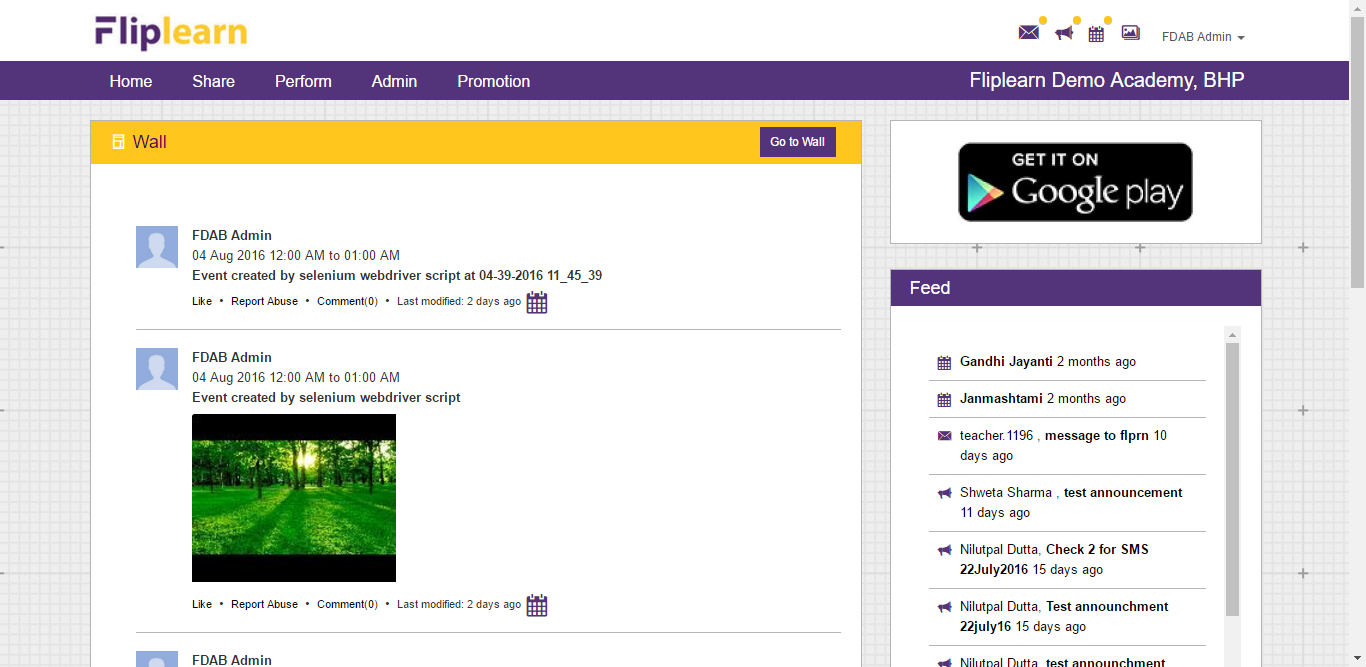 Fliplearn
FDAB Admin
Home Share Perform Admin Promotion Fliplearn Demo Academy, BHP
Wall
Go to Wall
FDAB Admin
04 Aug 2016 12:00 AM to 01:00 AM
Event created by selenium webdriver script at 04-39-2016 11_45_39
Like • Report Abuse • Comment(0) • Last modified: 2 days ago
FDAB Admin
04 Aug 2016 12:00 AM to 01:00 AM
Event created by selenium webdriver script
Like • Report Abuse • Comment(0) • Last modified: 2 days ago
FDAB Admin
GET IT ON
Google play
Feed
Gandhi Jayanti 2 months ago
Janmashtami 2 months ago
teacher.1196 , message to flprn 10
days ago
Shweta Sharma , test announcement
11 days ago
Nilutpal Dutta, Check 2 for SMS
22July2016 15 days ago
Nilutpal Dutta, Test announchment
22july16 15 days ago
Nilutpal Dutta, test announchment